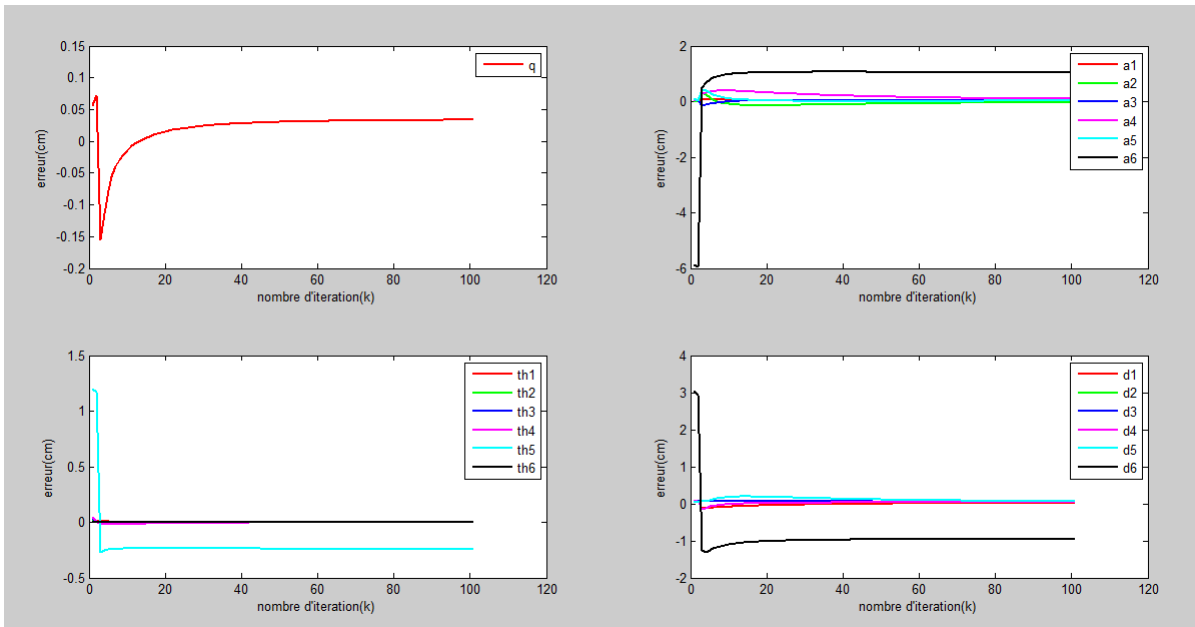 0.15
0.1
0.05
0
-0.05
-0.1
-0.15
-0.2
erreur(cm)
q
0 20 40 60 80 100 120
nombre d'iteration(k)
2
0
-2
-4
-6
erreur(cm)
a1
a2
a3
a4
a5
a6
0 20 40 60 80 100 120
nombre d'iteration(k)
1.5
1
0.5
0
-0.5
erreur(cm)
th1
th2
th3
th4
th5
th6
0 20 40 60 80 100 120
nombre d'iteration(k)
4
3
2
1
0
-1
-2
erreur(cm)
d1
d2
d3
d4
d5
d6
0 20 40 60 80 100 120
nombre d'iteration(k)